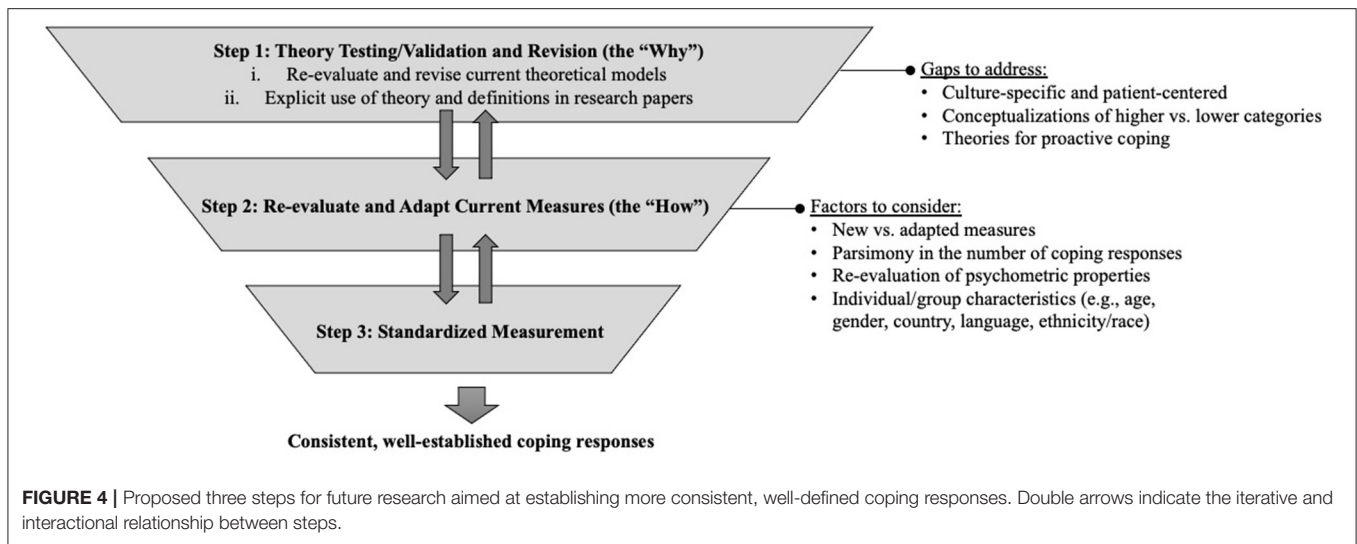 Step 1: Theory Testing/Validation and Revision (the “Why”)
i. Re-evaluate and revise current theoretical models
ii. Explicit use of theory and definitions in research papers
Gaps to address:
• Culture-specific and patient-centered
• Conceptualizations of higher vs. lower categories
• Theories for proactive coping
Step 2: Re-evaluate and Adapt Current Measures (the “How”)
Factors to consider:
• New vs. adapted measures
• Parsimony in the number of coping responses
• Re-evaluation of psychometric properties
• Individual/group characteristics (e.g., age,
gender, country, language, ethnicity/race)
Step 3: Standardized Measurement
Consistent, well-established coping responses
FIGURE 4 | Proposed three steps for future research aimed at establishing more consistent, well-defined coping responses. Double arrows indicate the iterative and
interactional relationship between steps.